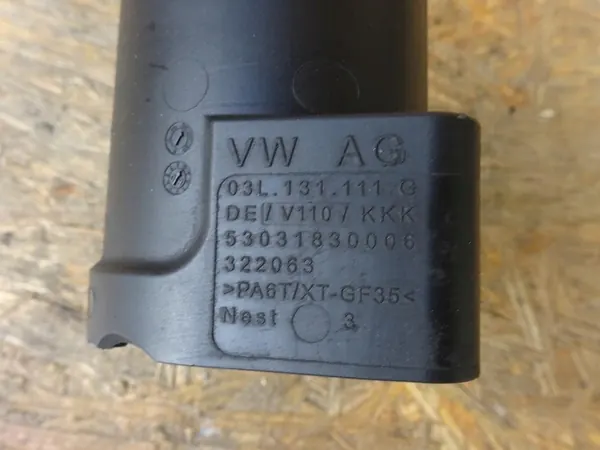 VW AG
03L.131.111 G
DE / V110 / KKK
53031830006
322063
>PA6T/XT-GF35<
Nest 3